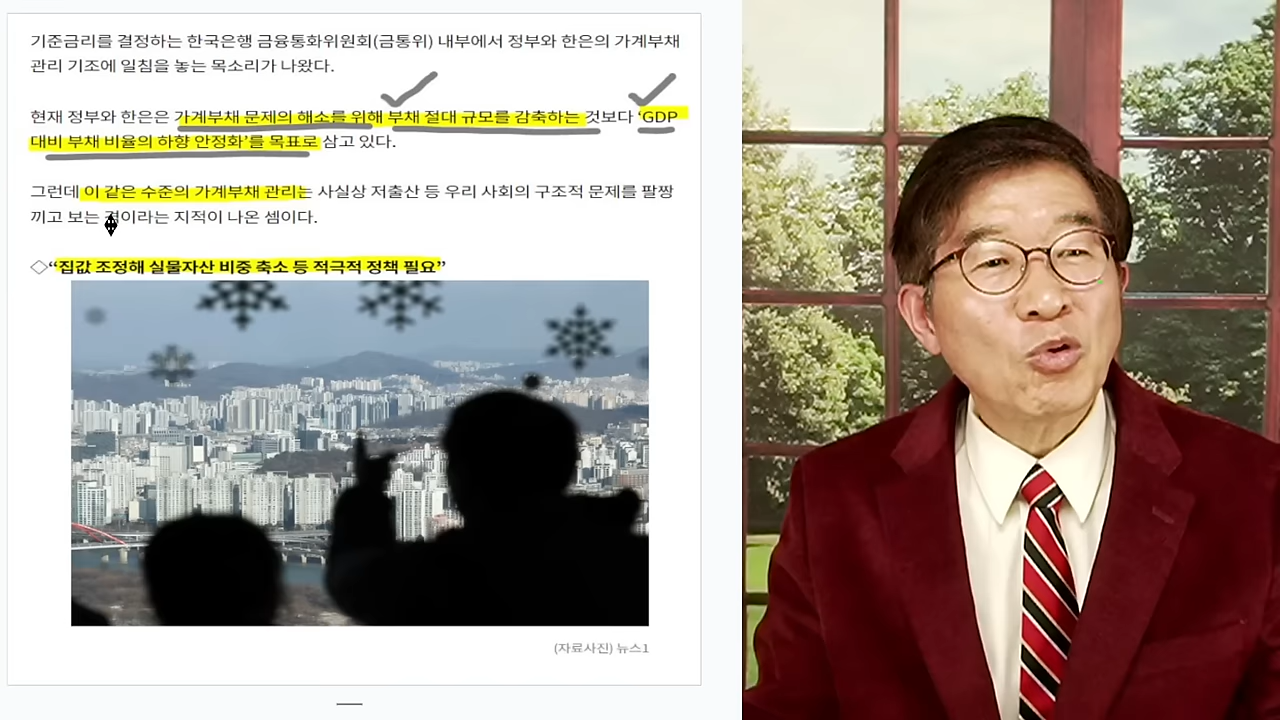 기준금리를 결정하는 한국은행 금융통화위원회(금통위) 내부에서 정부와 한은의 가계부채
관리 기조에 일침을 놓는 목소리가 나왔다.
현재 정부와 한은은 가계부채 문제의 해소를 위해 부채 절대 규모를 감축하는 것보다 ‘GDP
대비 부채 비율의 하향 안정화’를 목표로 삼고 있다.
그런데 이 같은 수준의 가계부채 관리는 사실상 저출산 등 우리 사회의 구조적 문제를 팔짱
끼고 보는 격이라는 지적이 나온 셈이다.
◇“집값 조정해 실물자산 비중 축소 등 적극적 정책 필요”
(자료사진) 뉴스1